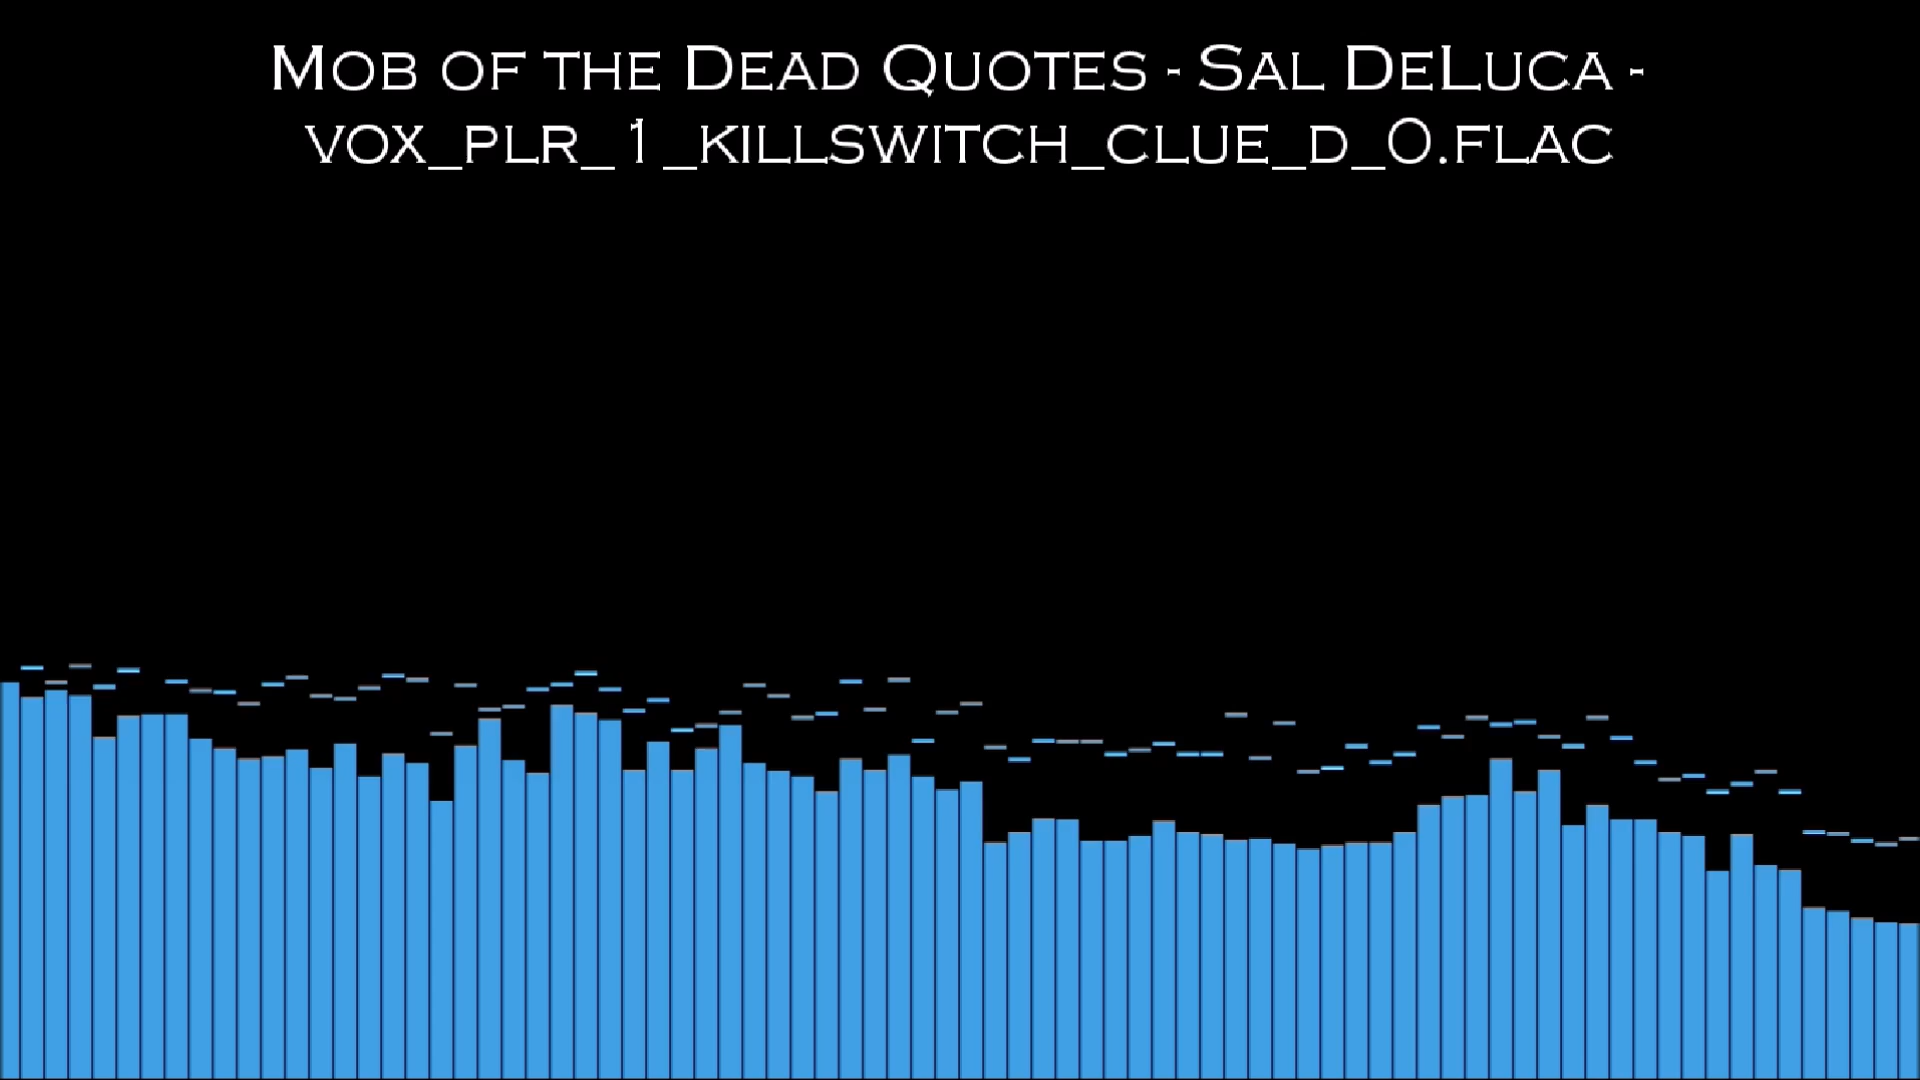 Mob of the Dead Quotes - Sal DeLuca -
vox_plr_1_killswitch_clue_d_0.flac